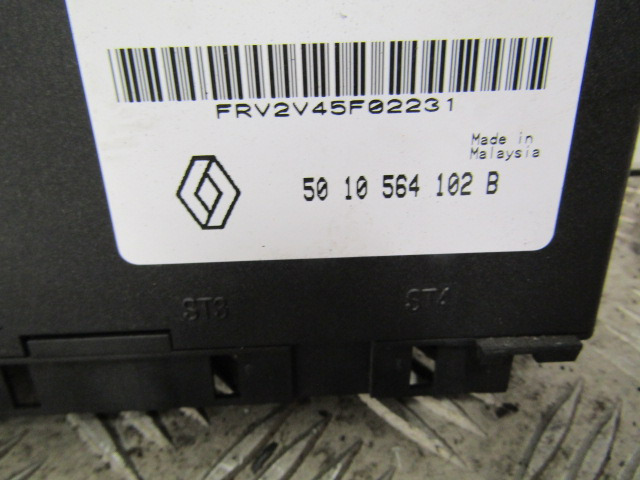 FRV2V45F02231
Made in
Malaysia
50 10 564 102 B
ST3 ST4